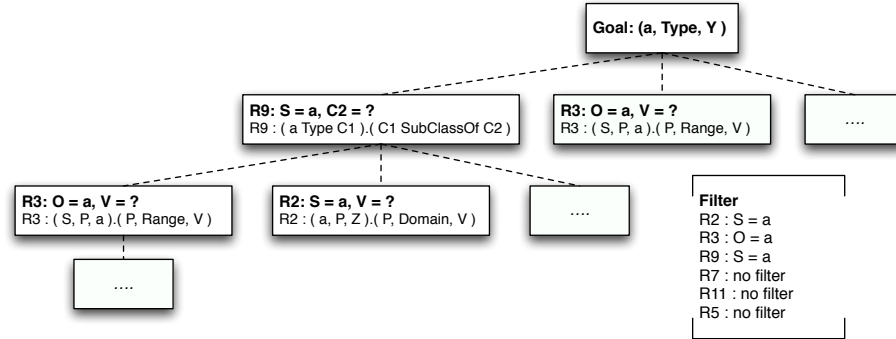 Goal: (a, Type, Y )
R9: S = a, C2 = ?
R9 : ( a Type C1 ).( C1 SubClassOf C2 )
R3: O = a, V = ?
R3 : ( S, P, a ).( P, Range, V )
....
R3: O = a, V = ?
R3 : ( S, P, a ).( P, Range, V )
R2: S = a, V = ?
R2 : ( a, P, Z ).( P, Domain, V )
....
....
Filter
R2 : S = a
R3 : O = a
R9 : S = a
R7 : no filter
R11 : no filter
R5 : no filter